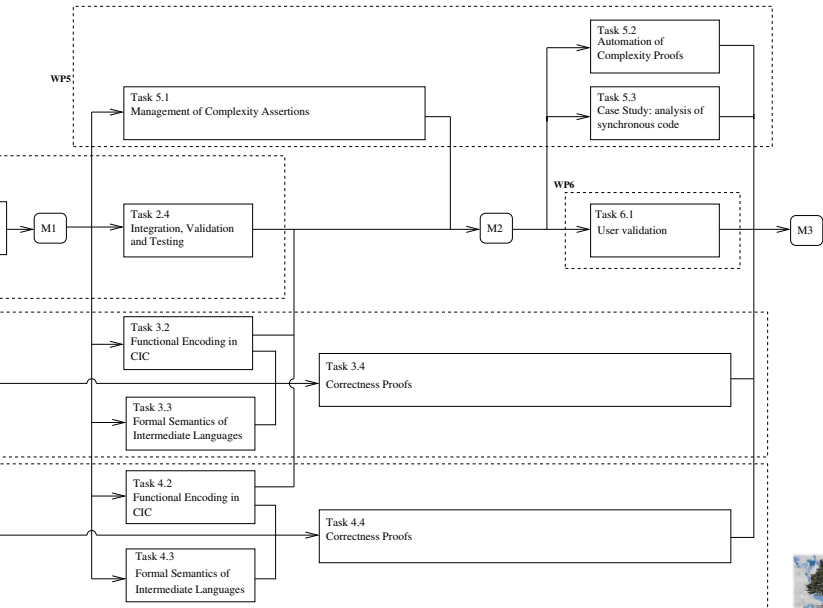 Task 5.2
Automation of
Complexity Proofs
WP5
Task 5.1
Management of Complexity Assertions
Task 5.3
Case Study: analysis of
synchronous code
WP6
M1
Task 2.4
Integration, Validation
and Testing
M2
Task 6.1
User validation
M3
Task 3.2
Functional Encoding in
CIC
Task 3.4
Correctness Proofs
Task 3.3
Formal Semantics of
Intermediate Languages
Task 4.2
Functional Encoding in
CIC
Task 4.4
Correctness Proofs
Task 4.3
Formal Semantics of
Intermediate Languages